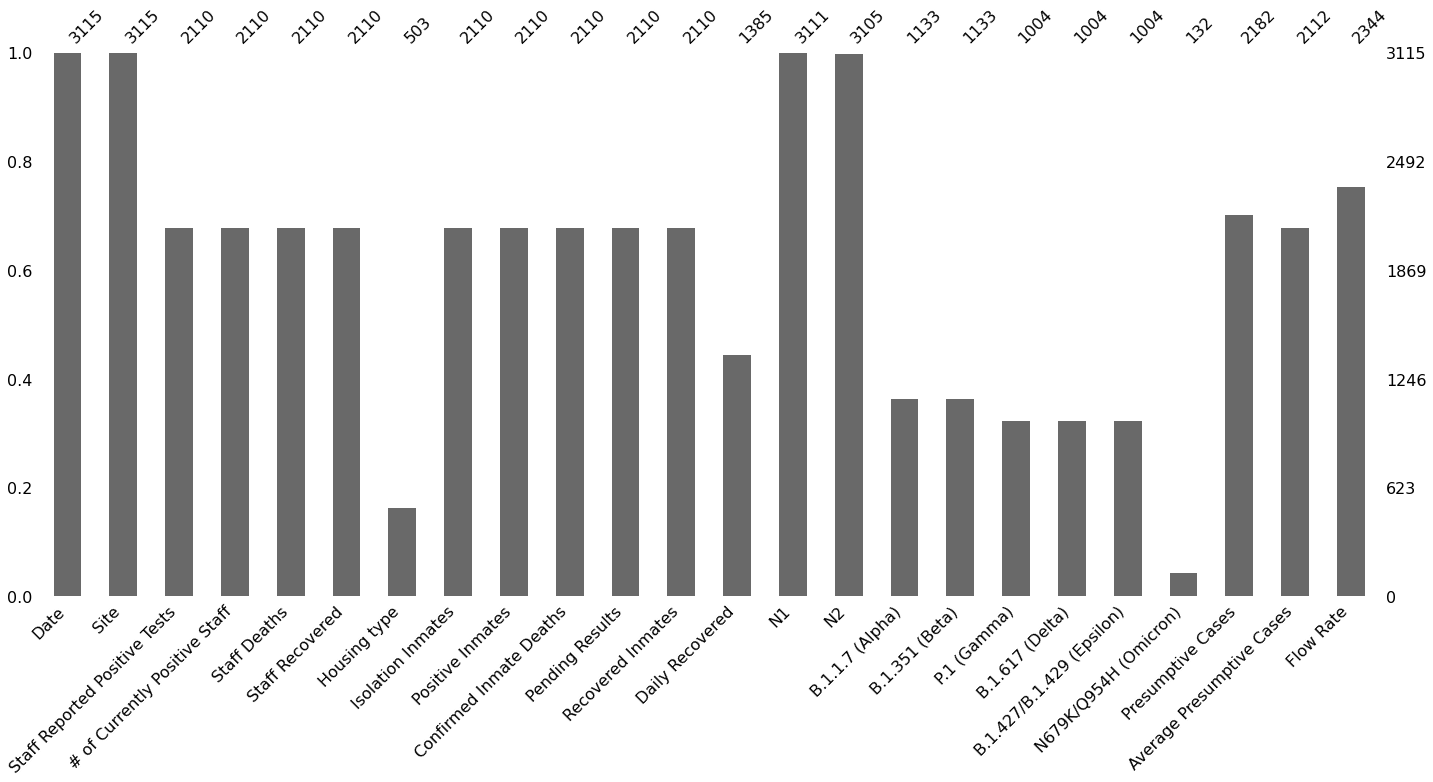 3115
3115
2110
2110
2110
2110
503
2110
2110
2110
2110
2110
1385
3111
3105
1133
1133
1004
1004
1004
132
2182
2112
2344
1.0
0.8
0.6
0.4
0.2
0.0
3115
2492
1869
1246
623
0
Date
Site
Staff Reported Positive Tests
# of Currently Positive Staff
Staff Deaths
Staff Recovered
Housing type
Isolation Inmates
Positive Inmates
Confirmed Inmate Deaths
Pending Results
Recovered Inmates
Daily Recovered
N1
N2
B.1.1.7 (Alpha)
B.1.351 (Beta)
P.1 (Gamma)
B.1.617 (Delta)
B.1.427/B.1.429 (Epsilon)
N679K/Q954H (Omicron)
Presumptive Cases
Average Presumptive Cases
Flow Rate